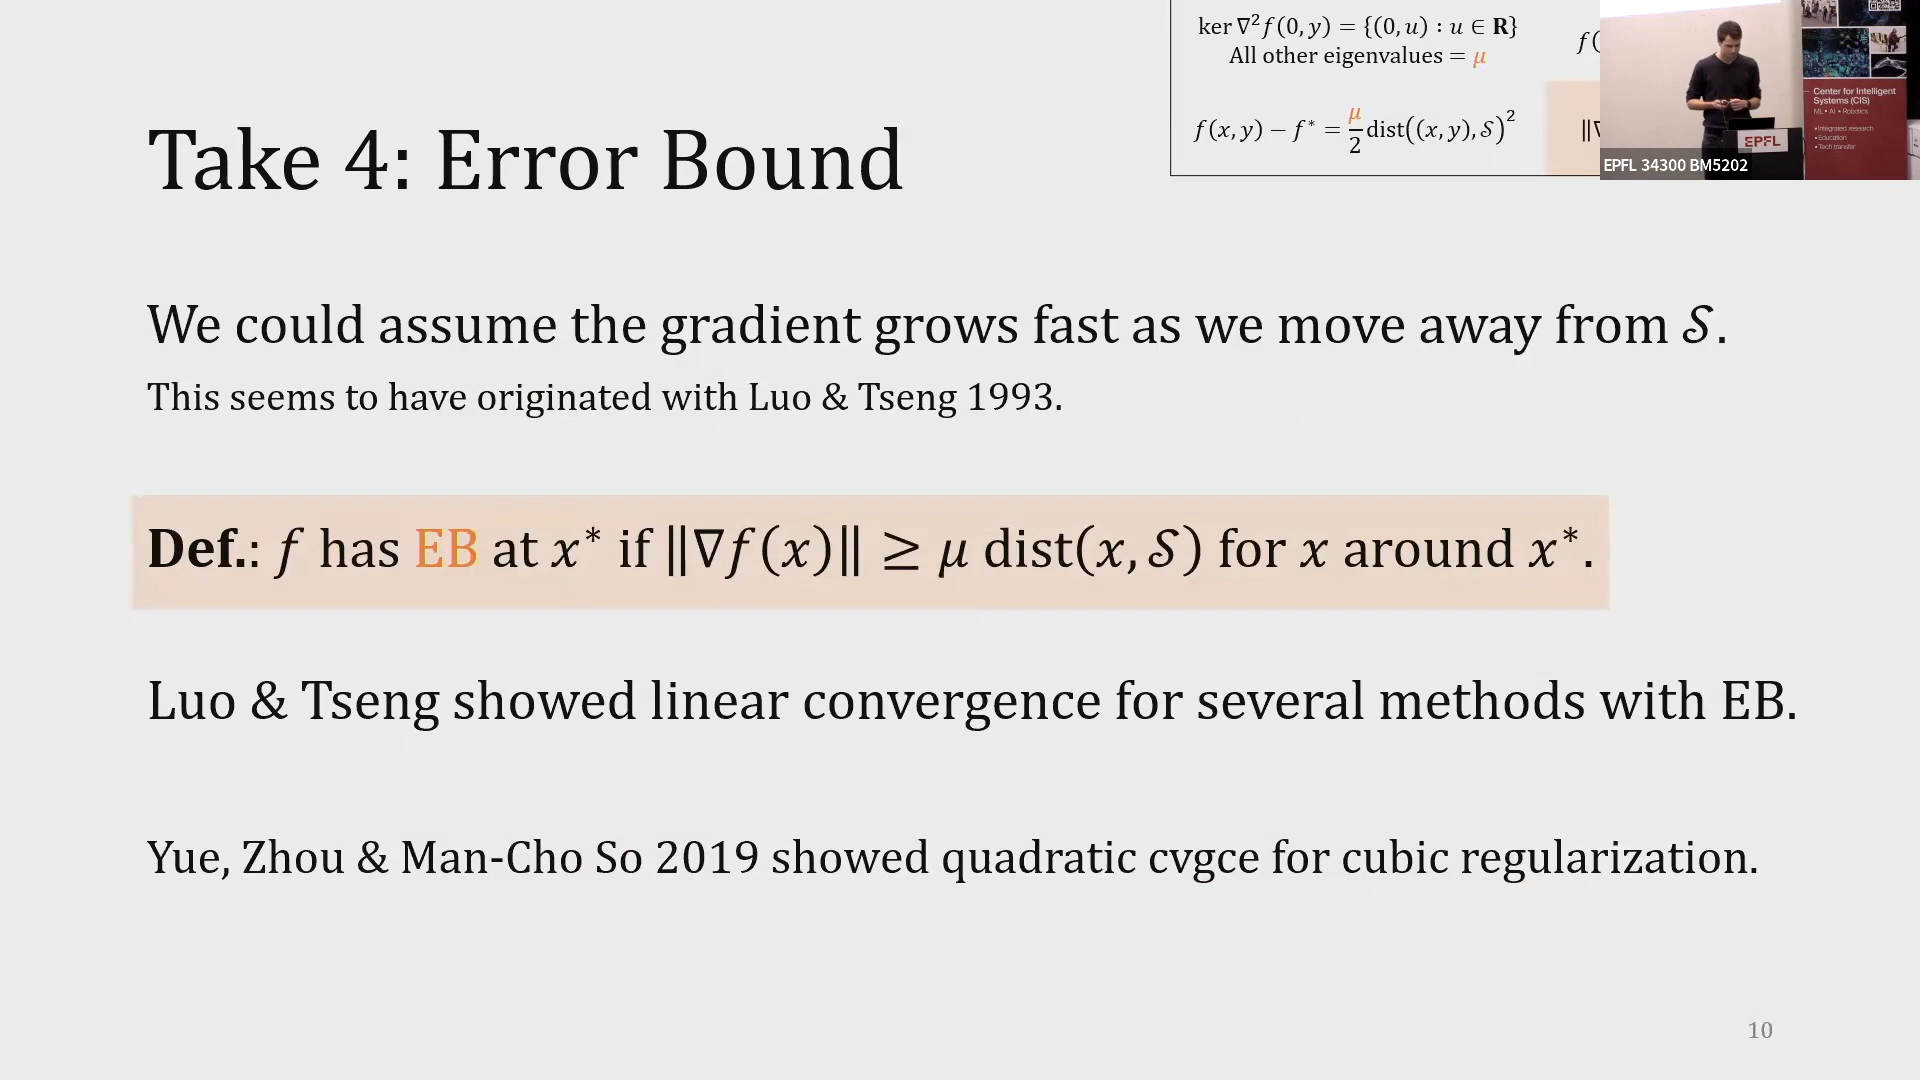 ker ∇²f(0, y) = {(0, u) : u ∈ R}
All other eigenvalues = μ
f(x, y) − f* = μ/2 dist((x, y), 𝒮)²
f(
‖∇
Take 4: Error Bound
We could assume the gradient grows fast as we move away from 𝒮.
This seems to have originated with Luo & Tseng 1993.
Def.: f has EB at x* if ‖∇f(x)‖ ≥ μ dist(x, 𝒮) for x around x*.
Luo & Tseng showed linear convergence for several methods with EB.
Yue, Zhou & Man-Cho So 2019 showed quadratic cvgce for cubic regularization.
10
Center for Intelligent
Systems (CIS)
ML • AI • Robotics
•Integrated research
•Education
•Tech transfer
EPFL
EPFL 34300 BM5202